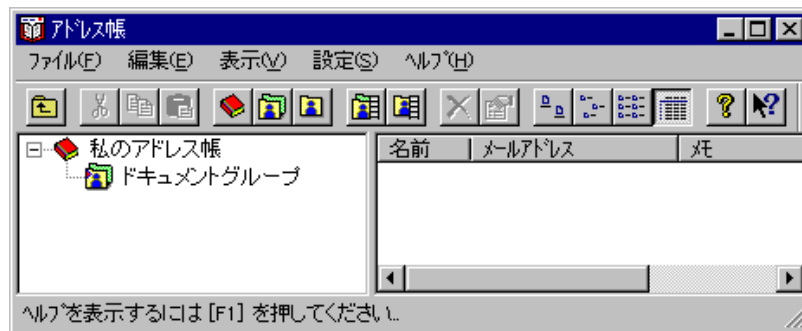 アドレス帳
ファイル(F) 編集(E) 表示(V) 設定(S) ヘルプ(H)
私のアドレス帳
ドキュメントグループ
名前 メールアドレス メモ
ヘルプを表示するには [F1] を押してください。